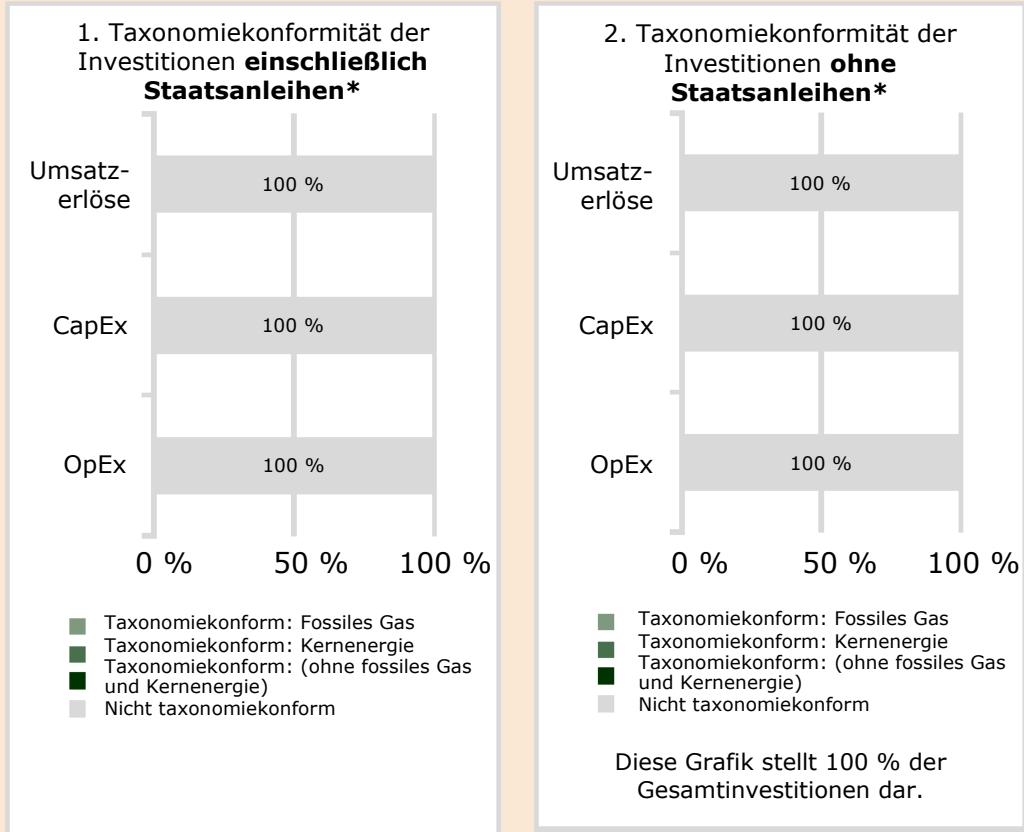 1. Taxonomiekonformität der
Investitionen einschließlich
Staatsanleihen*
Umsatz-
erlöse
100 %
CapEx
100 %
OpEx
100 %
0 % 50 % 100 %
Taxonomiekonform: Fossiles Gas
Taxonomiekonform: Kernenergie
Taxonomiekonform: (ohne fossiles Gas
und Kernenergie)
Nicht taxonomiekonform
2. Taxonomiekonformität der
Investitionen ohne
Staatsanleihen*
Umsatz-
erlöse
100 %
CapEx
100 %
OpEx
100 %
0 % 50 % 100 %
Taxonomiekonform: Fossiles Gas
Taxonomiekonform: Kernenergie
Taxonomiekonform: (ohne fossiles Gas
und Kernenergie)
Nicht taxonomiekonform
Diese Grafik stellt 100 % der
Gesamtinvestitionen dar.